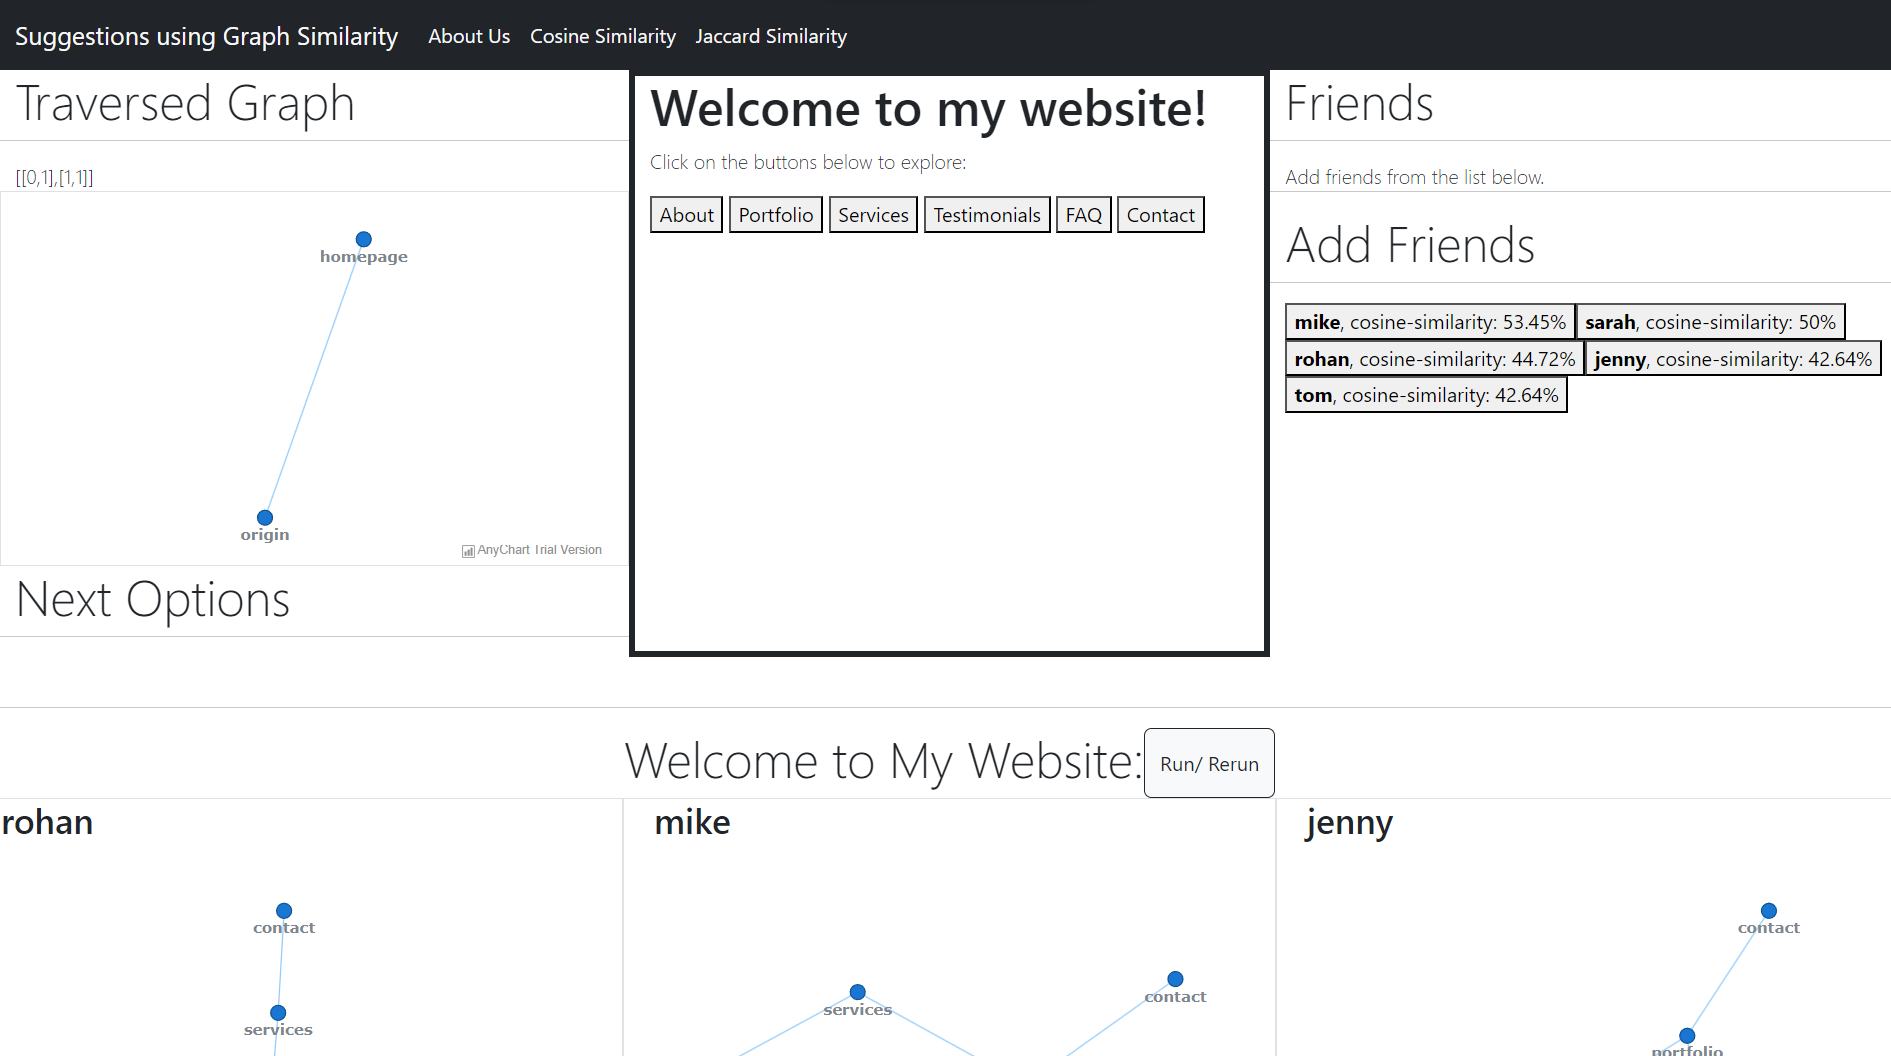 Suggestions using Graph Similarity About Us Cosine Similarity Jaccard Similarity
Traversed Graph
[[0,1],[1,1]]
homepage
origin
AnyChart Trial Version
Next Options
Welcome to my website!
Click on the buttons below to explore:
About Portfolio Services Testimonials FAQ Contact
Friends
Add friends from the list below.
Add Friends
mike, cosine-similarity: 53.45% sarah, cosine-similarity: 50%
rohan, cosine-similarity: 44.72% jenny, cosine-similarity: 42.64%
tom, cosine-similarity: 42.64%
Welcome to My Website: Run/ Rerun
rohan
contact
services
mike
services
contact
jenny
contact
portfolio